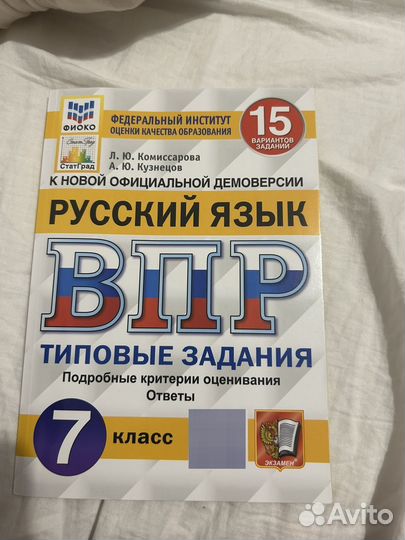 ФИОКО
ФЕДЕРАЛЬНЫЙ ИНСТИТУТ
ОЦЕНКИ КАЧЕСТВА ОБРАЗОВАНИЯ
15
ВАРИАНТОВ
ЗАДАНИЙ
СтатГрад
Л. Ю. Комиссарова
А. Ю. Кузнецов
К НОВОЙ ОФИЦИАЛЬНОЙ ДЕМОВЕРСИИ
РУССКИЙ ЯЗЫК
ВПР
ТИПОВЫЕ ЗАДАНИЯ
Подробные критерии оценивания
Ответы
7 класс
ЭКЗАМЕН
Avito